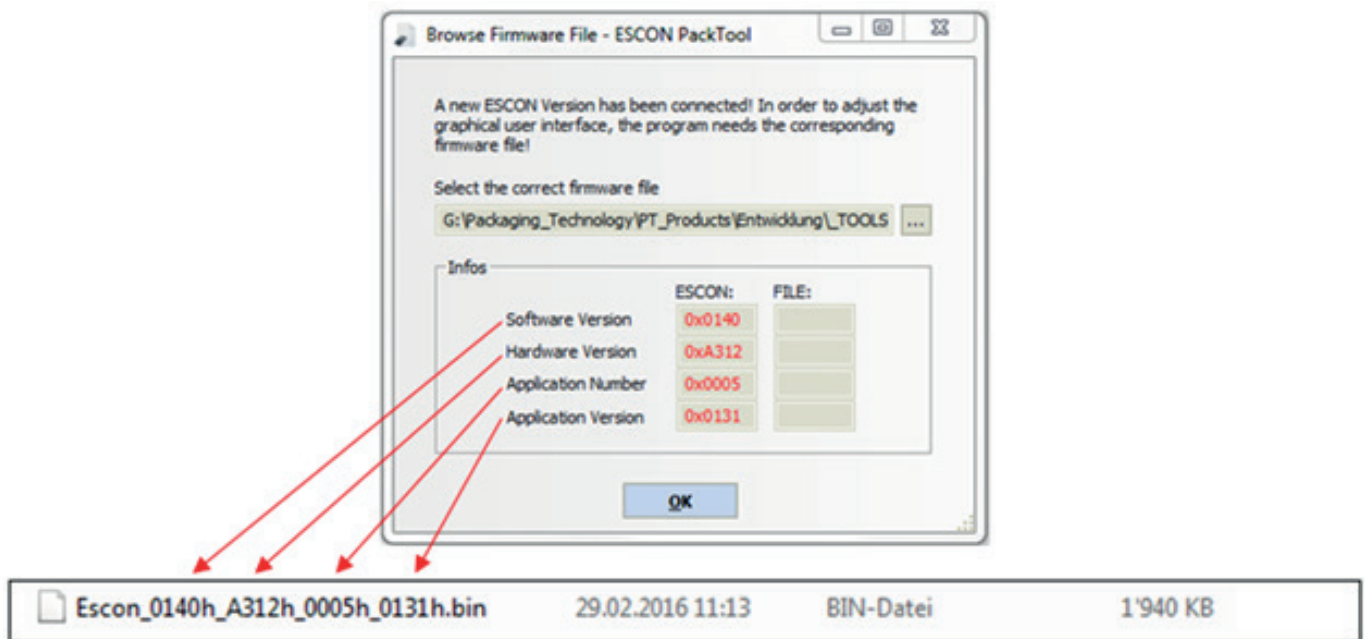 Browse Firmware File - ESCON PackTool
A new ESCON Version has been connected! In order to adjust the
graphical user interface, the program needs the corresponding
firmware file!
Select the correct firmware file
G:\Packaging_Technology\PT_Products\Entwicklung\_TOOLS ...
Infos
ESCON: FILE:
Software Version 0x0140
Hardware Version 0xA312
Application Number 0x0005
Application Version 0x0131
OK
Escon_0140h_A312h_0005h_0131h.bin 29.02.2016 11:13 BIN-Datei 1'940 KB